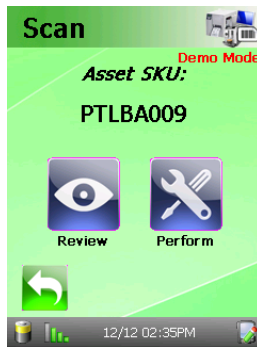 Scan
Demo Mode
Asset SKU:
PTLBA009
Review
Perform
12/12 02:35PM